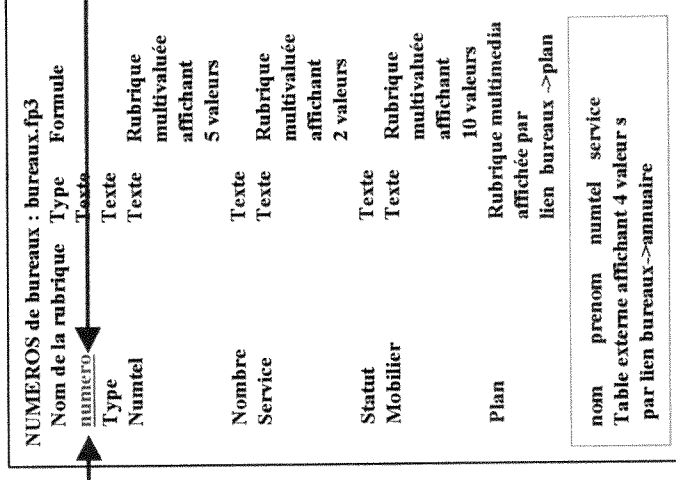 NUMEROS de bureaux : bureaux.fp3
Nom de la rubrique Type Formule
numero Texte
Type Texte
Numtel Texte Rubrique
multivaluée
affichant
5 valeurs
Nombre Texte
Service Texte Rubrique
multivaluée
affichant
2 valeurs
Statut Texte
Mobilier Texte Rubrique
multivaluée
affichant
10 valeurs
Plan Rubrique multimedia
affichée par
lien bureaux ->plan
nom prenom numtel service
Table externe affichant 4 valeur s
par lien bureaux->annuaire